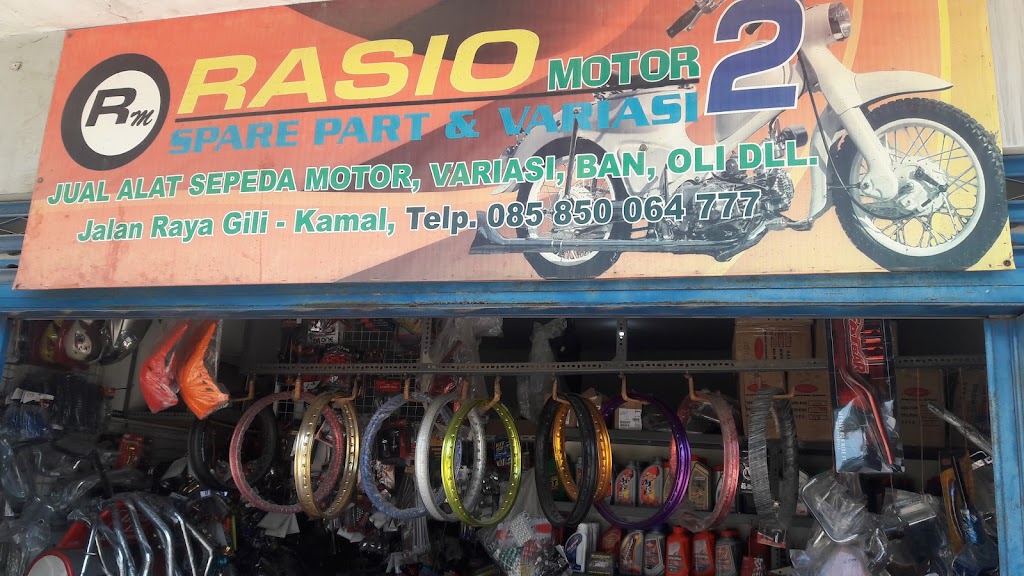 Rm
RASIO MOTOR 2
SPARE PART & VARIASI
JUAL ALAT SEPEDA MOTOR, VARIASI, BAN, OLI DLL.
Jalan Raya Gili - Kamal, Telp. 085 850 064 777